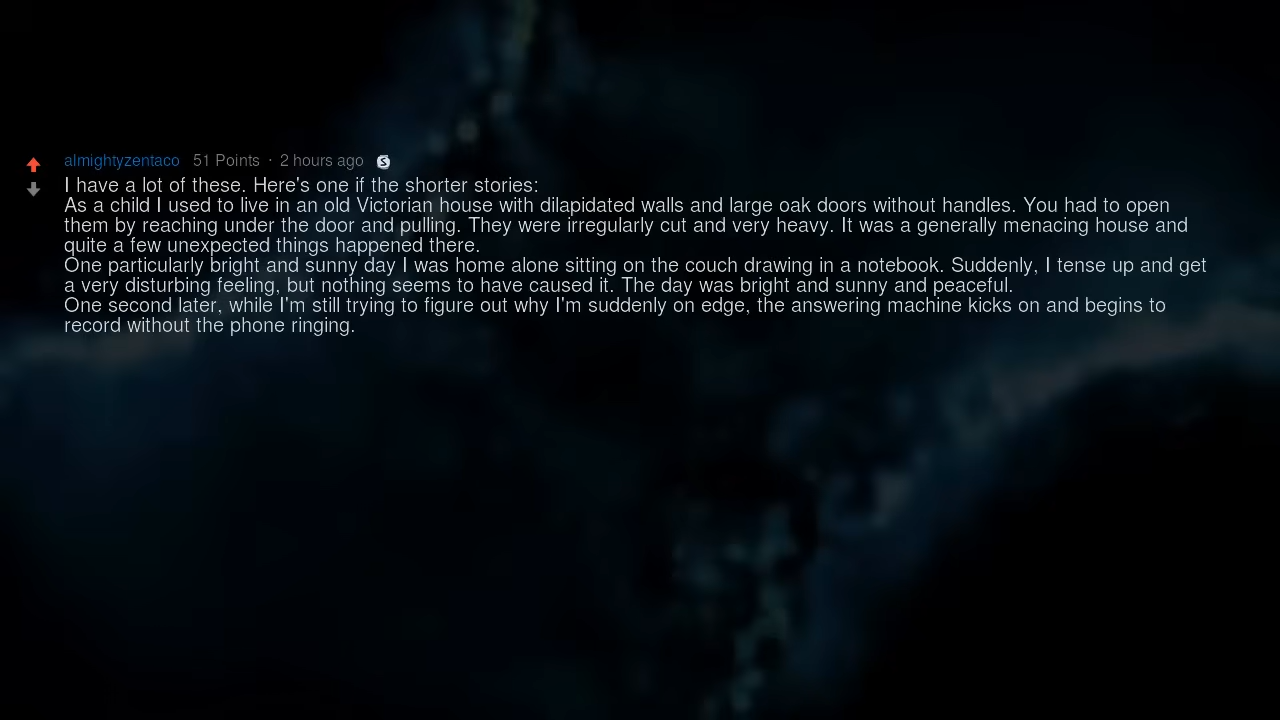 almightyzentaco 51 Points · 2 hours ago
I have a lot of these. Here's one if the shorter stories:
As a child I used to live in an old Victorian house with dilapidated walls and large oak doors without handles. You had to open
them by reaching under the door and pulling. They were irregularly cut and very heavy. It was a generally menacing house and
quite a few unexpected things happened there.
One particularly bright and sunny day I was home alone sitting on the couch drawing in a notebook. Suddenly, I tense up and get
a very disturbing feeling, but nothing seems to have caused it. The day was bright and sunny and peaceful.
One second later, while I'm still trying to figure out why I'm suddenly on edge, the answering machine kicks on and begins to
record without the phone ringing.